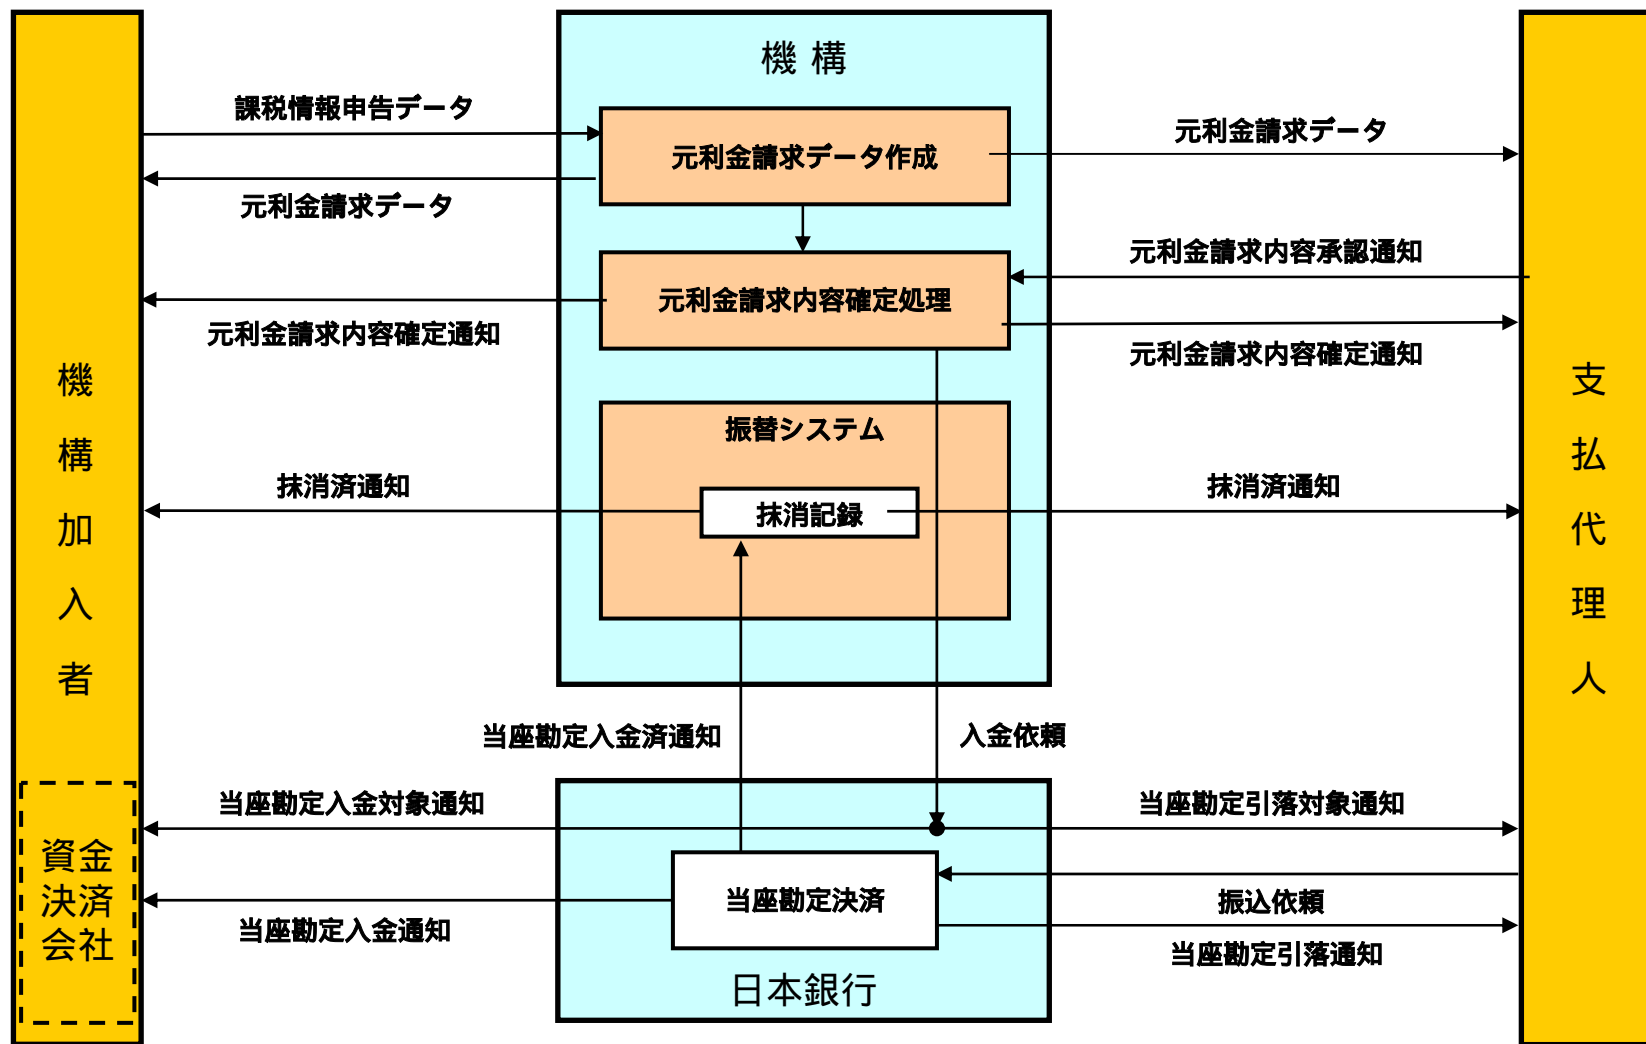 機 構
課税情報申告データ
元利金請求データ
元利金請求データ作成
元利金請求データ
元利金請求内容承認通知
元利金請求内容確定処理
元利金請求内容確定通知
元利金請求内容確定通知
振替システム
抹消済通知
抹消記録
抹消済通知
機
構
加
入
者
支
払
代
理
人
当座勘定入金済通知
入金依頼
当座勘定入金対象通知
当座勘定引落対象通知
資金
決済
会社
当座勘定決済
振込依頼
当座勘定入金通知
当座勘定引落通知
日本銀行